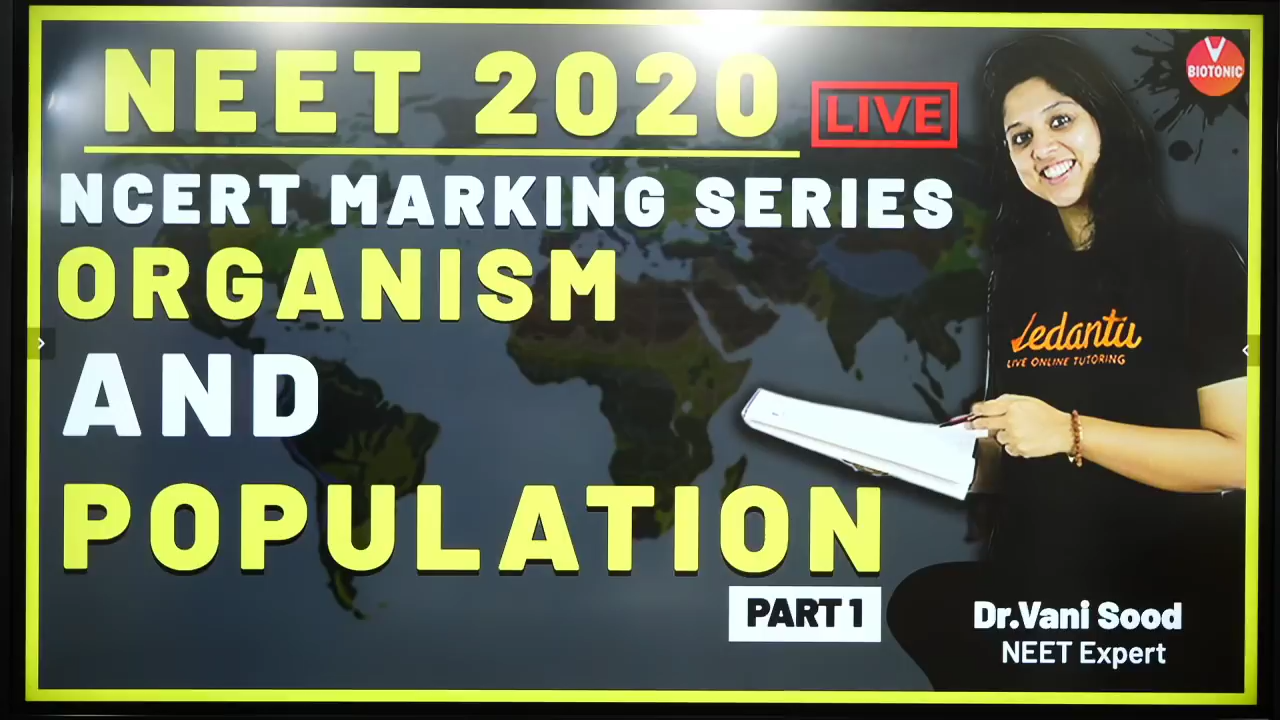 NEET 2020
LIVE
NCERT MARKING SERIES
ORGANISM
AND
POPULATION
PART 1
V
BIOTONIC
Vedantu
LIVE ONLINE TUTORING
Dr.Vani Sood
NEET Expert